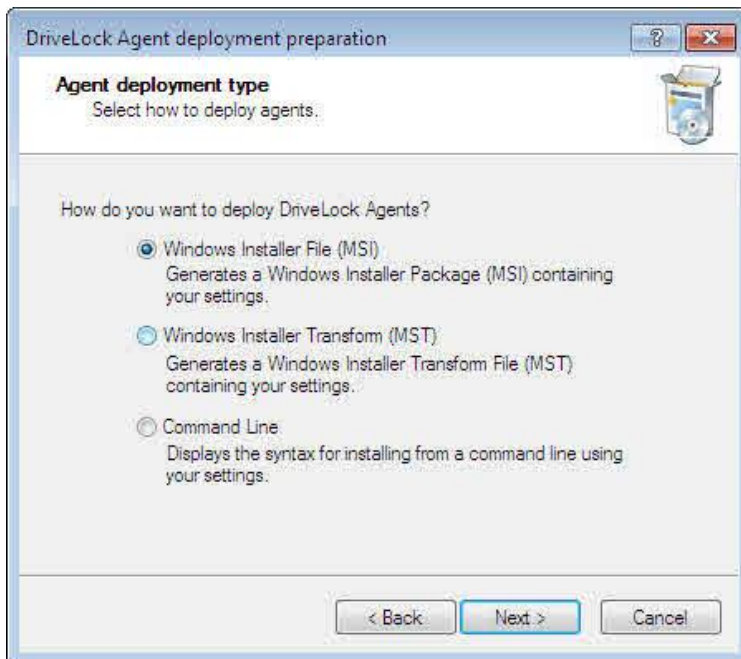 DriveLock Agent deployment preparation
Agent deployment type
Select how to deploy agents.
How do you want to deploy DriveLock Agents?
Windows Installer File (MSI)
Generates a Windows Installer Package (MSI) containing
your settings.
Windows Installer Transform (MST)
Generates a Windows Installer Transform File (MST)
containing your settings.
Command Line
Displays the syntax for installing from a command line using
your settings.
< Back Next > Cancel